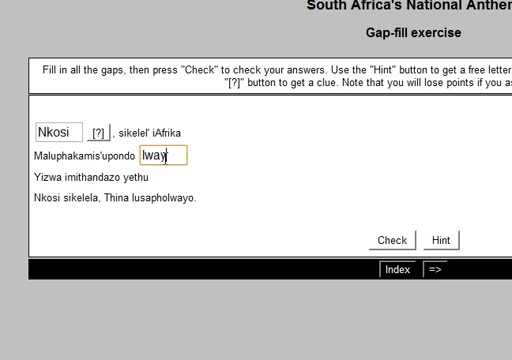 South Africa's National Anthem
Gap-fill exercise
Fill in all the gaps, then press "Check" to check your answers. Use the "Hint" button to get a free letter
"[?]" button to get a clue. Note that you will lose points if you
Nkosi [?] , sikelel' iAfrika
Maluphakamis'upondo lway
Yizwa imithandazo yethu
Nkosi sikelela, Thina lusapholwayo.
Check Hint
Index =>